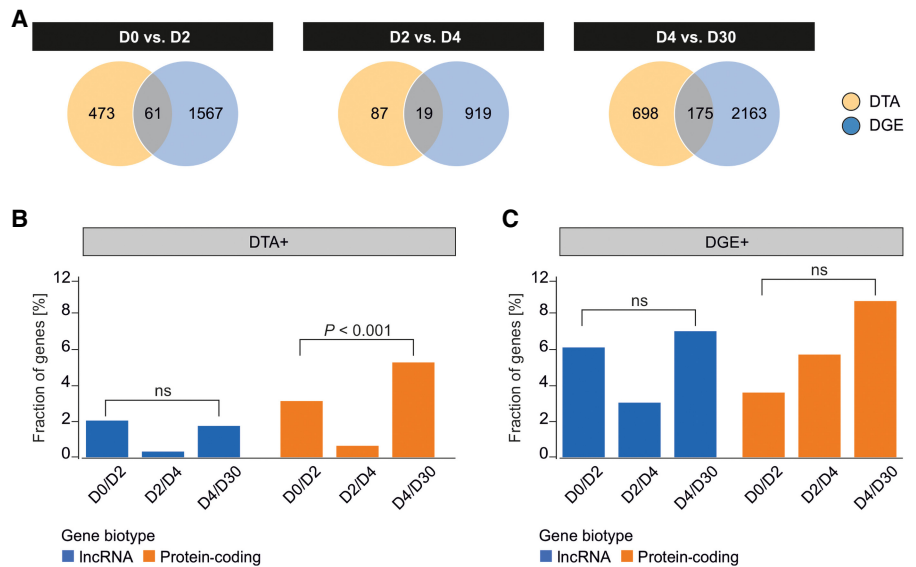 A
D0 vs. D2
D2 vs. D4
D4 vs. D30
473 61 1567
87 19 919
698 175 2163
DTA
DGE
B
DTA+
Fraction of genes [%]
12
8
6
4
2
0
ns
P < 0.001
D0/D2
D2/D4
D4/D30
D0/D2
D2/D4
D4/D30
Gene biotype
lncRNA Protein-coding
C
DGE+
Fraction of genes [%]
12
8
6
4
2
0
ns
ns
D0/D2
D2/D4
D4/D30
D0/D2
D2/D4
D4/D30
Gene biotype
lncRNA Protein-coding